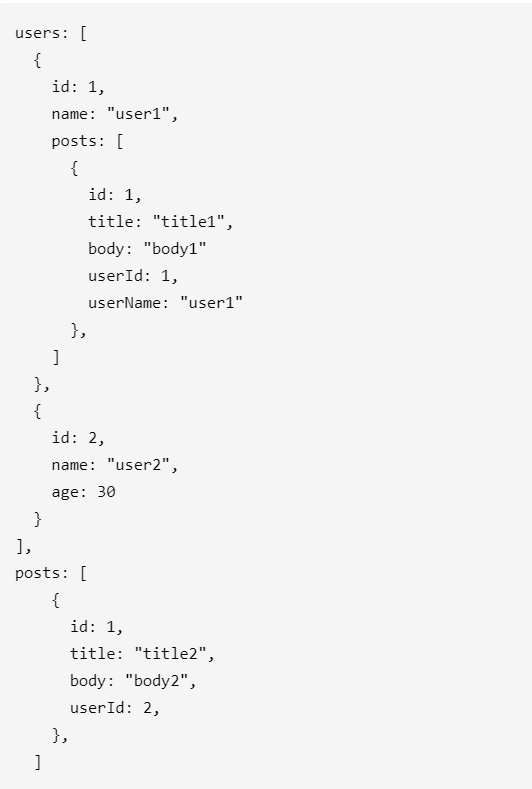 users: [
  {
    id: 1,
    name: "user1",
    posts: [
      {
        id: 1,
        title: "title1",
        body: "body1"
        userId: 1,
        userName: "user1"
      },
    ]
  },
  {
    id: 2,
    name: "user2",
    age: 30
  }
],
posts: [
    {
      id: 1,
      title: "title2",
      body: "body2",
      userId: 2,
    },
  ]